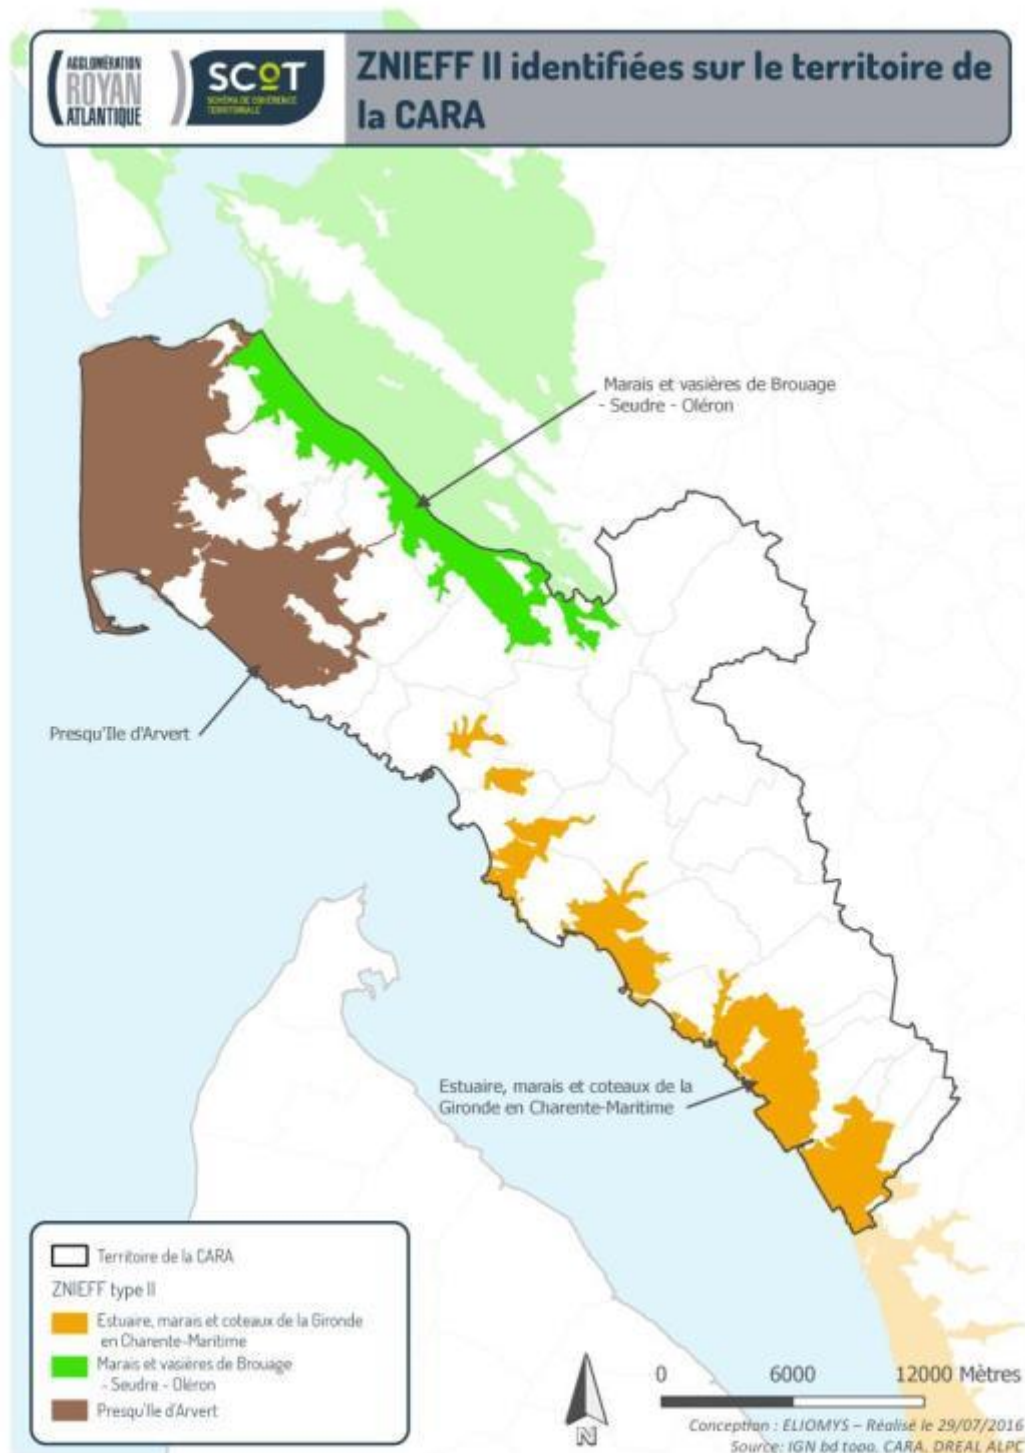 AGGLOMÉRATION
ROYAN
ATLANTIQUE
SCOT
SCHÉMA DE COHÉRENCE
TERRITORIALE
ZNIEFF II identifiées sur le territoire de
la CARA
Marais et vasières de Brouage
- Seudre - Oléron
Presqu'Ile d'Arvert
Estuaire, marais et coteaux de la
Gironde en Charente-Maritime
Territoire de la CARA
ZNIEFF type II
Estuaire, marais et coteaux de la Gironde
en Charente-Maritime
Marais et vasières de Brouage
- Seudre - Oléron
Presqu'Ile d'Arvert
N
0 6000 12000 Mètres
Conception : ELIOMYS – Réalisé le 29/07/2016
Source: IGN bd topo, CARA, DREAL ALPC